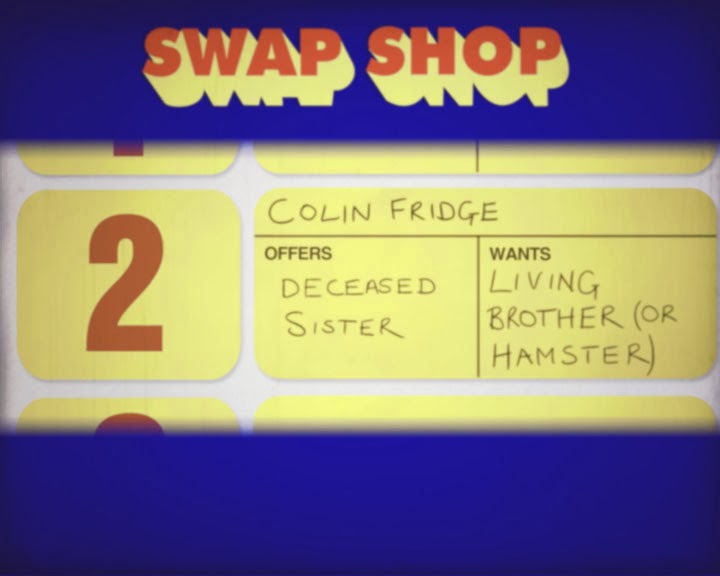 SWAP SHOP
2
COLIN FRIDGE
OFFERS
DECEASED
SISTER
WANTS
LIVING
BROTHER (OR
HAMSTER)